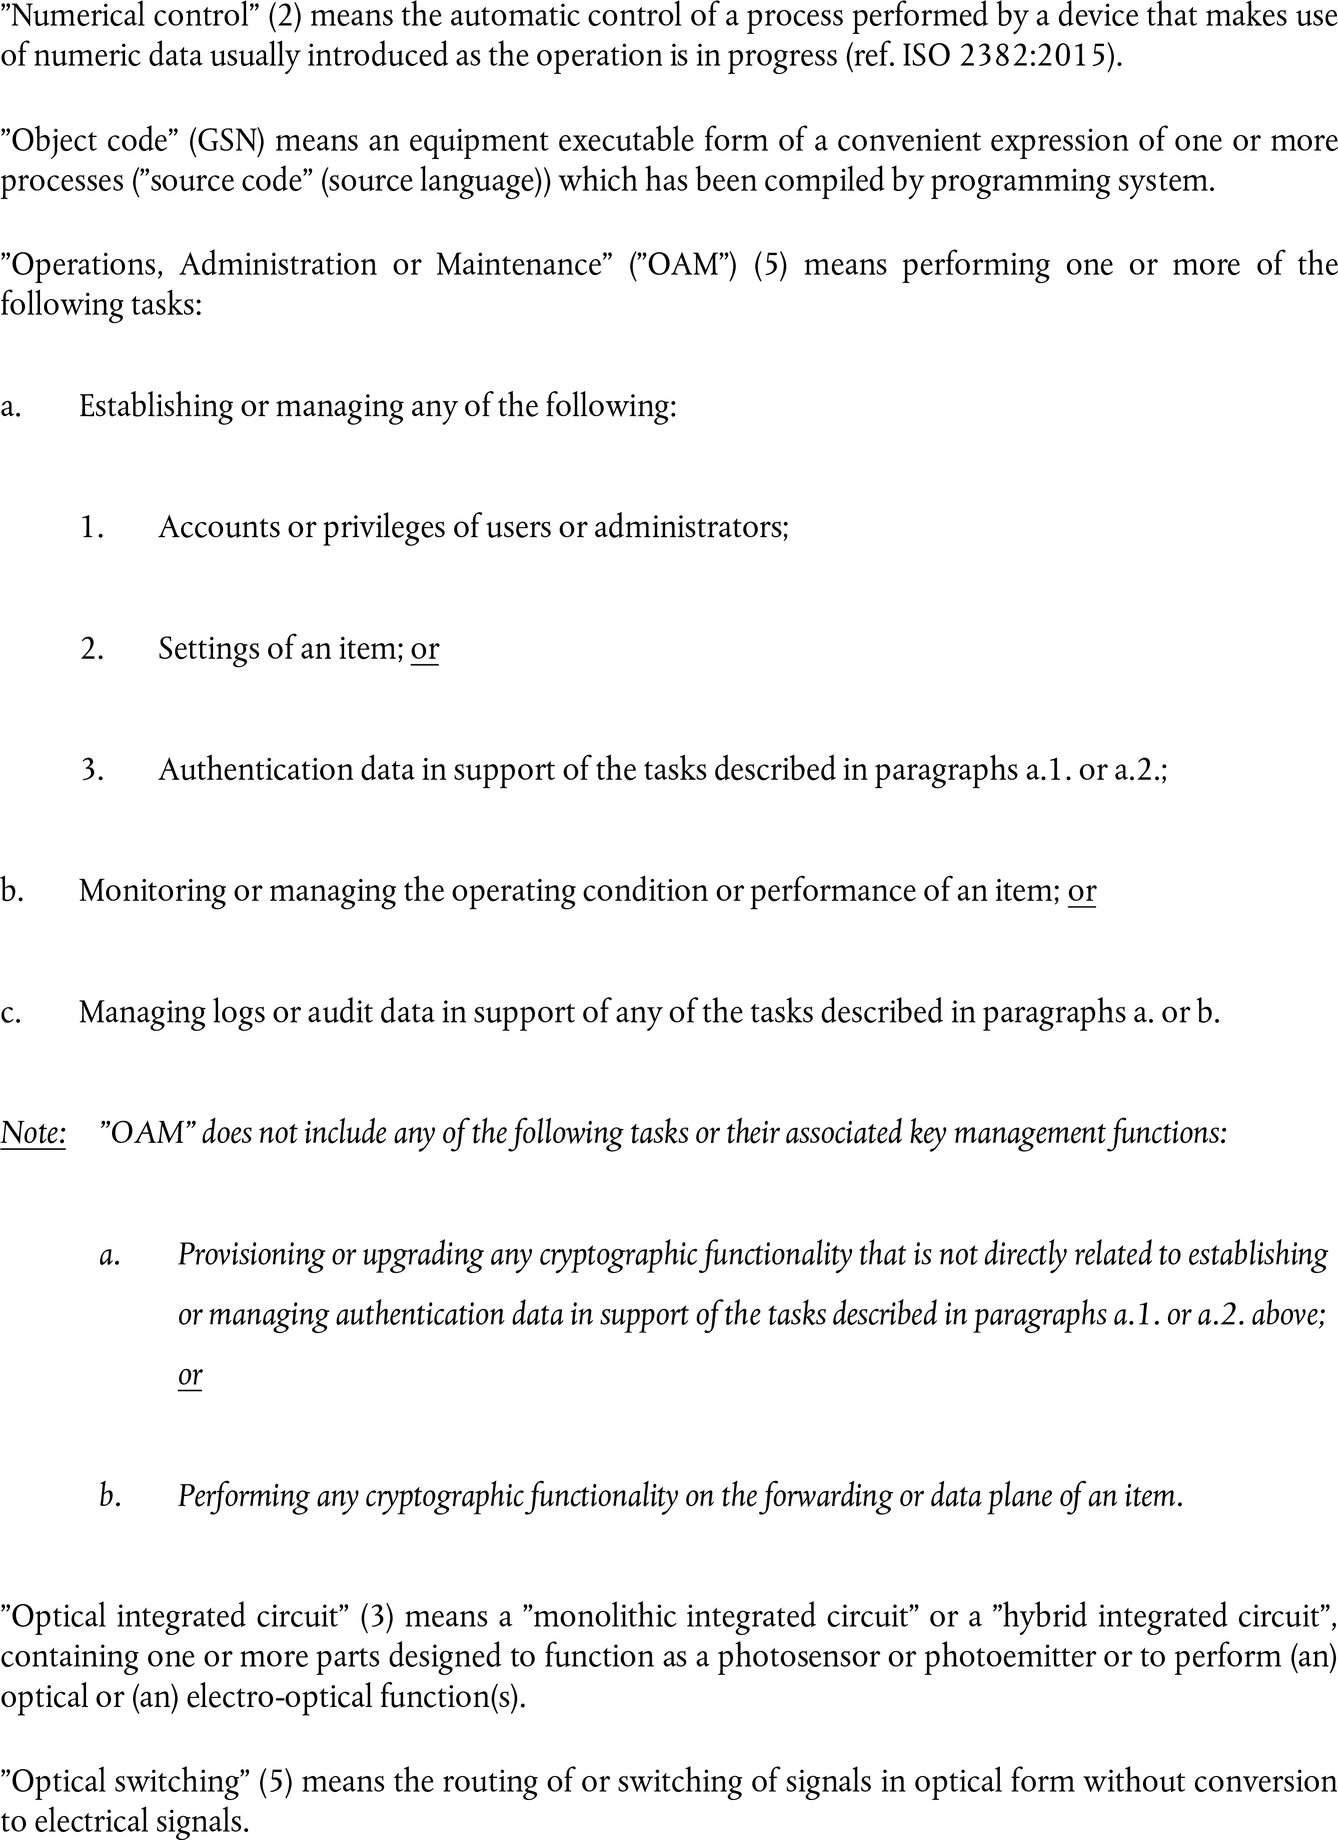 ”Numerical control” (2) means the automatic control of a process performed by a device that makes use
of numeric data usually introduced as the operation is in progress (ref. ISO 2382:2015).
”Object code” (GSN) means an equipment executable form of a convenient expression of one or more
processes (”source code” (source language)) which has been compiled by programming system.
”Operations, Administration or Maintenance” (”OAM”) (5) means performing one or more of the
following tasks:
a. Establishing or managing any of the following:
1. Accounts or privileges of users or administrators;
2. Settings of an item; or
3. Authentication data in support of the tasks described in paragraphs a.1. or a.2.;
b. Monitoring or managing the operating condition or performance of an item; or
c. Managing logs or audit data in support of any of the tasks described in paragraphs a. or b.
Note: ”OAM” does not include any of the following tasks or their associated key management functions:
a. Provisioning or upgrading any cryptographic functionality that is not directly related to establishing
or managing authentication data in support of the tasks described in paragraphs a.1. or a.2. above;
or
b. Performing any cryptographic functionality on the forwarding or data plane of an item.
”Optical integrated circuit” (3) means a ”monolithic integrated circuit” or a ”hybrid integrated circuit”,
containing one or more parts designed to function as a photosensor or photoemitter or to perform (an)
optical or (an) electro-optical function(s).
”Optical switching” (5) means the routing of or switching of signals in optical form without conversion
to electrical signals.